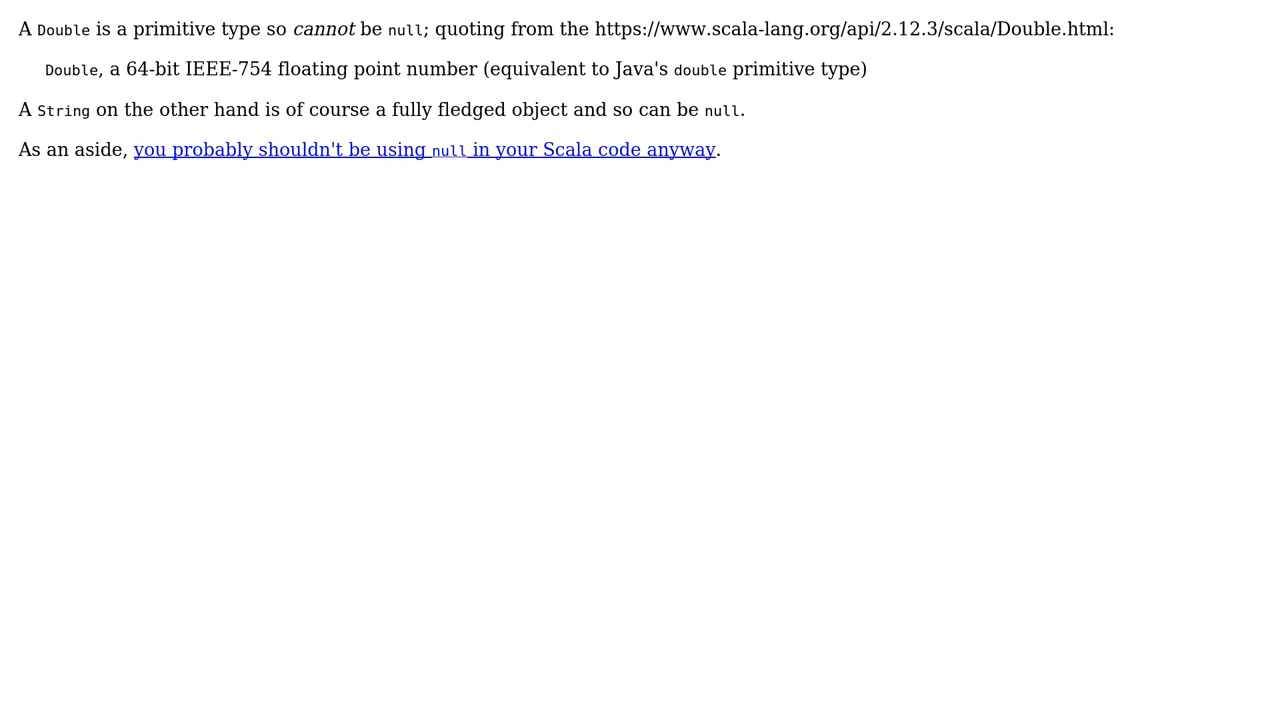 A Double is a primitive type so cannot be null; quoting from the https://www.scala-lang.org/api/2.12.3/scala/Double.html:
Double, a 64-bit IEEE-754 floating point number (equivalent to Java's double primitive type)
A String on the other hand is of course a fully fledged object and so can be null.
As an aside, you probably shouldn't be using null in your Scala code anyway.